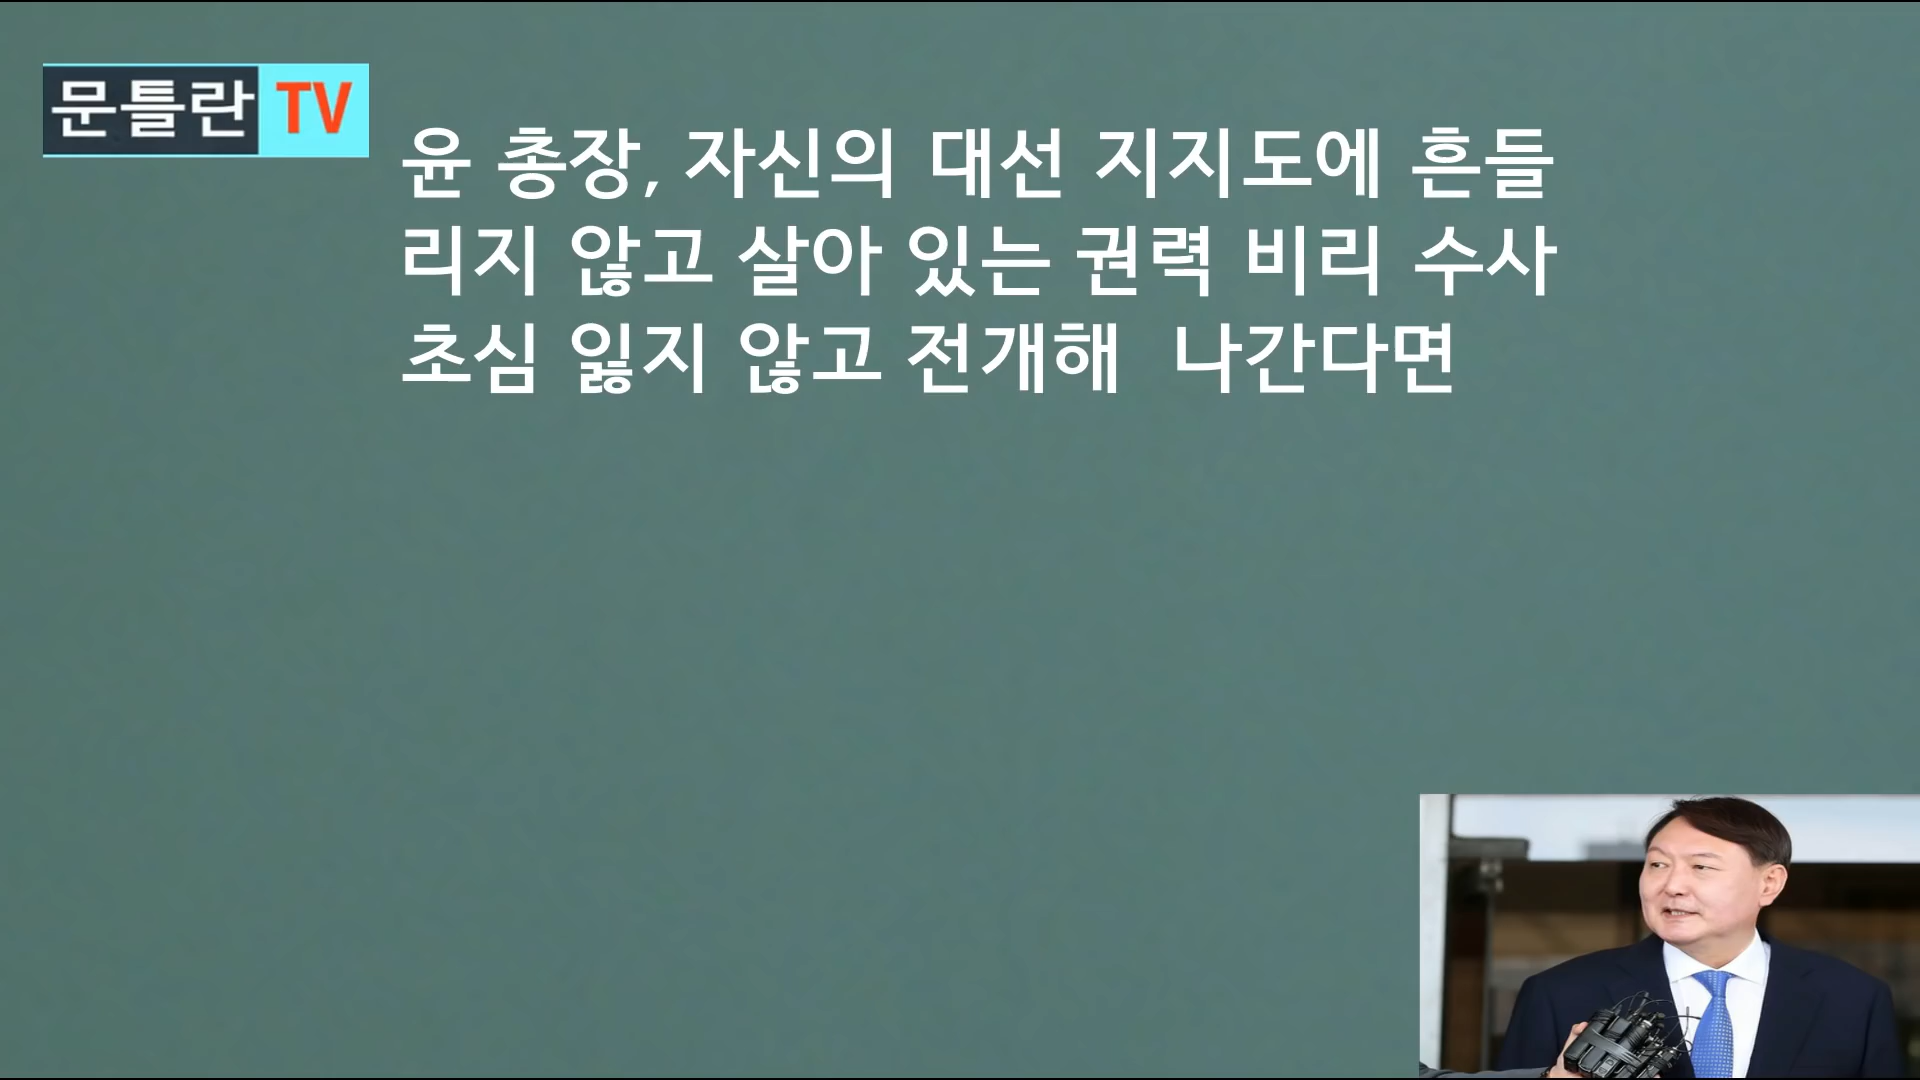 문틀란 TV
윤 총장, 자신의 대선 지지도에 흔들
리지 않고 살아 있는 권력 비리 수사
초심 잃지 않고 전개해 나간다면